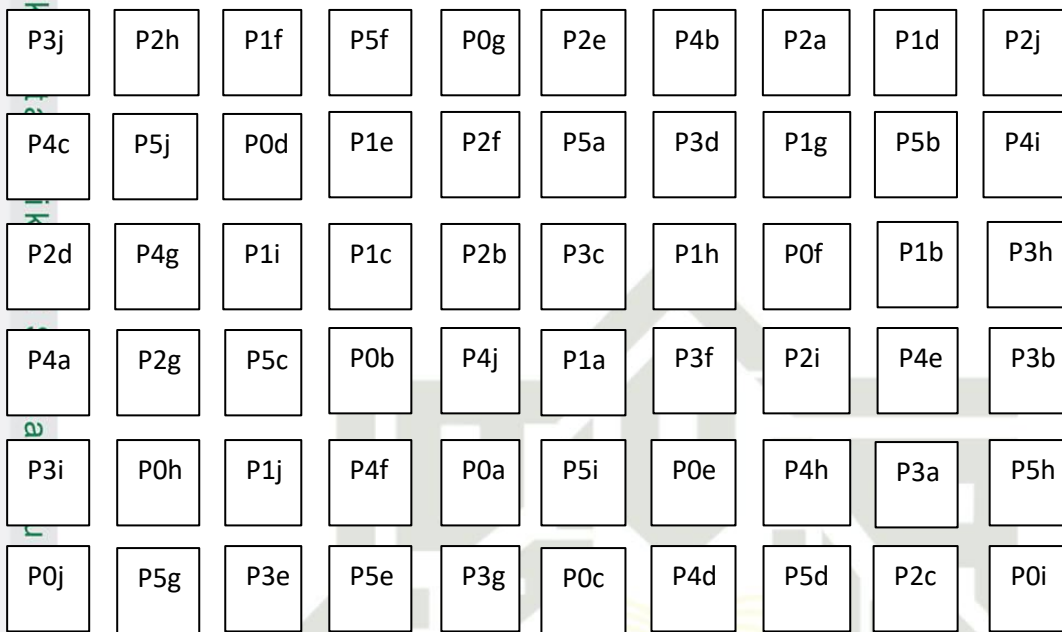 P3j P2h P1f P5f P0g P2e P4b P2a P1d P2j
P4c P5j P0d P1e P2f P5a P3d P1g P5b P4i
P2d P4g P1i P1c P2b P3c P1h P0f P1b P3h
P4a P2g P5c P0b P4j P1a P3f P2i P4e P3b
P3i P0h P1j P4f P0a P5i P0e P4h P3a P5h
P0j P5g P3e P5e P3g P0c P4d P5d P2c P0i